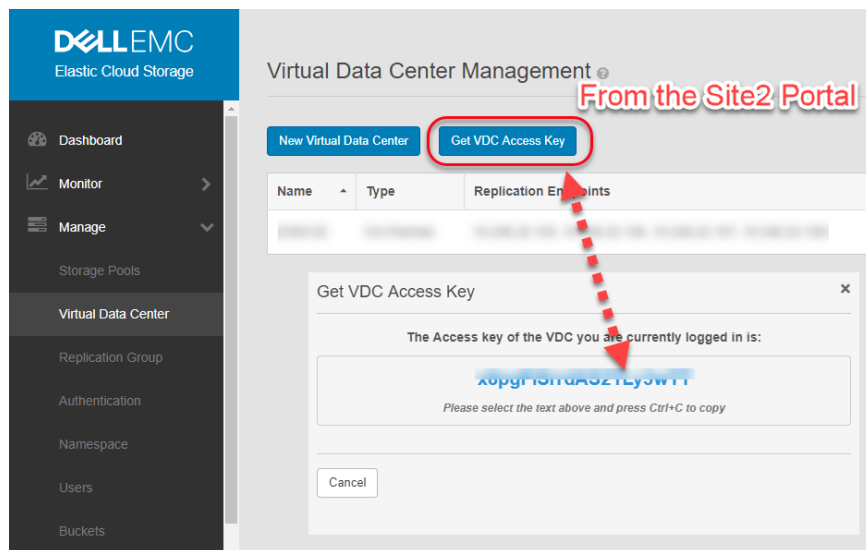 DELLEMC
Elastic Cloud Storage
Dashboard
Monitor
Manage
Storage Pools
Virtual Data Center
Replication Group
Authentication
Namespace
Users
Buckets
Virtual Data Center Management
From the Site2 Portal
New Virtual Data Center
Get VDC Access Key
Name Type Replication Endpoints
Get VDC Access Key
×
The Access key of the VDC you are currently logged in is:
Please select the text above and press Ctrl+C to copy
Cancel